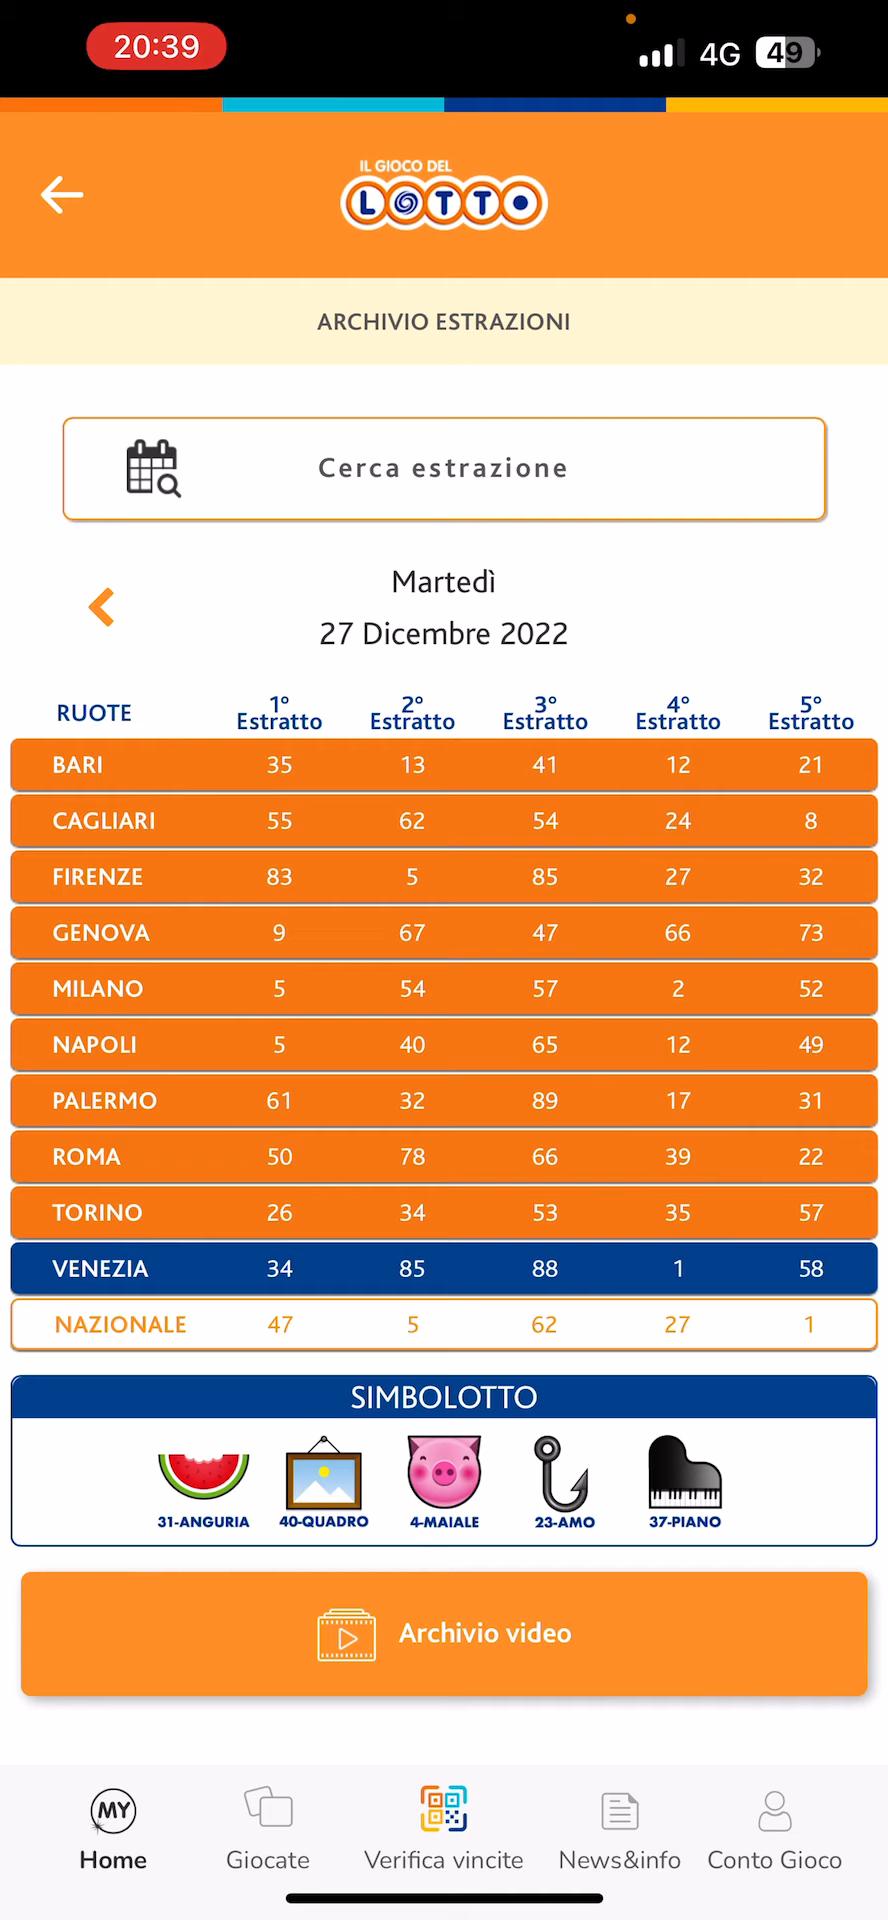 20:39
4G 49
IL GIOCO DEL
LOTTO
ARCHIVIO ESTRAZIONI
Cerca estrazione
Martedì
27 Dicembre 2022
RUOTE 1° Estratto 2° Estratto 3° Estratto 4° Estratto 5° Estratto
BARI 35 13 41 12 21
CAGLIARI 55 62 54 24 8
FIRENZE 83 5 85 27 32
GENOVA 9 67 47 66 73
MILANO 5 54 57 2 52
NAPOLI 5 40 65 12 49
PALERMO 61 32 89 17 31
ROMA 50 78 66 39 22
TORINO 26 34 53 35 57
VENEZIA 34 85 88 1 58
NAZIONALE 47 5 62 27 1
SIMBOLOTTO
31-ANGURIA 40-QUADRO 4-MAIALE 23-AMO 37-PIANO
Archivio video
MY
Home Giocate Verifica vincite News&info Conto Gioco